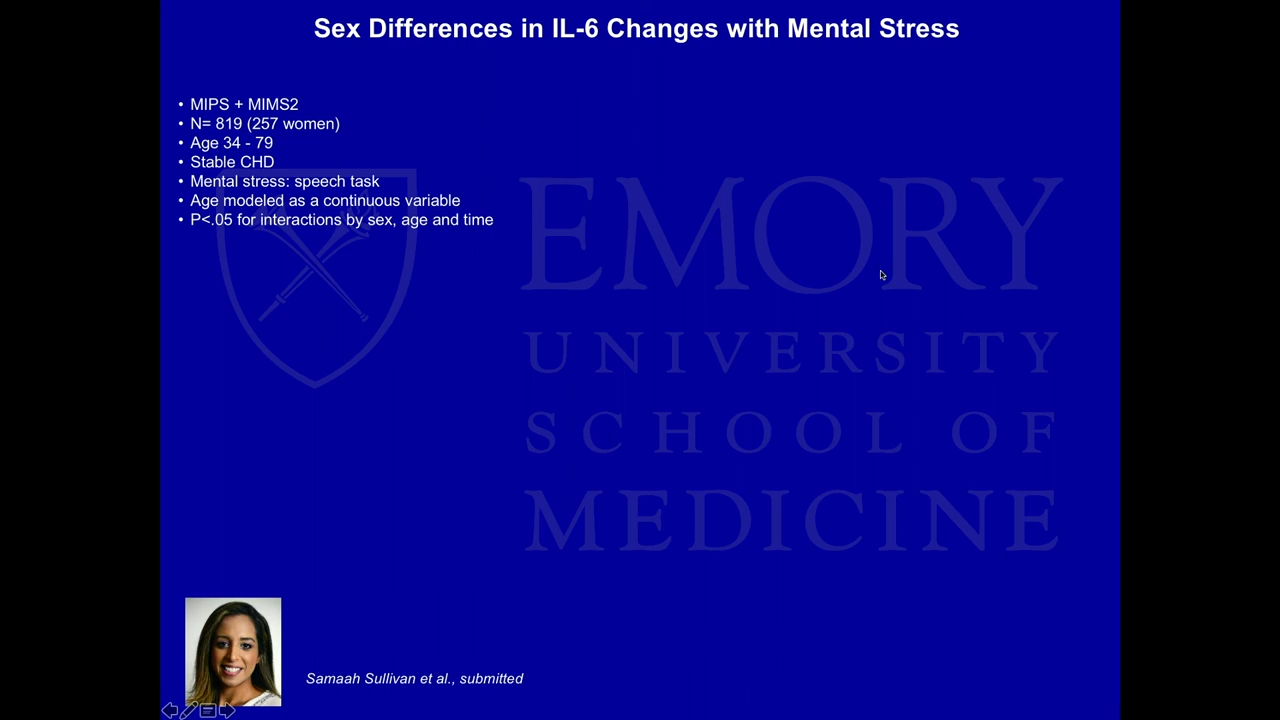 Sex Differences in IL-6 Changes with Mental Stress
• MIPS + MIMS2
• N= 819 (257 women)
• Age 34 - 79
• Stable CHD
• Mental stress: speech task
• Age modeled as a continuous variable
• P<.05 for interactions by sex, age and time
EMORY
UNIVERSITY
SCHOOL OF
MEDICINE
Samaah Sullivan et al., submitted